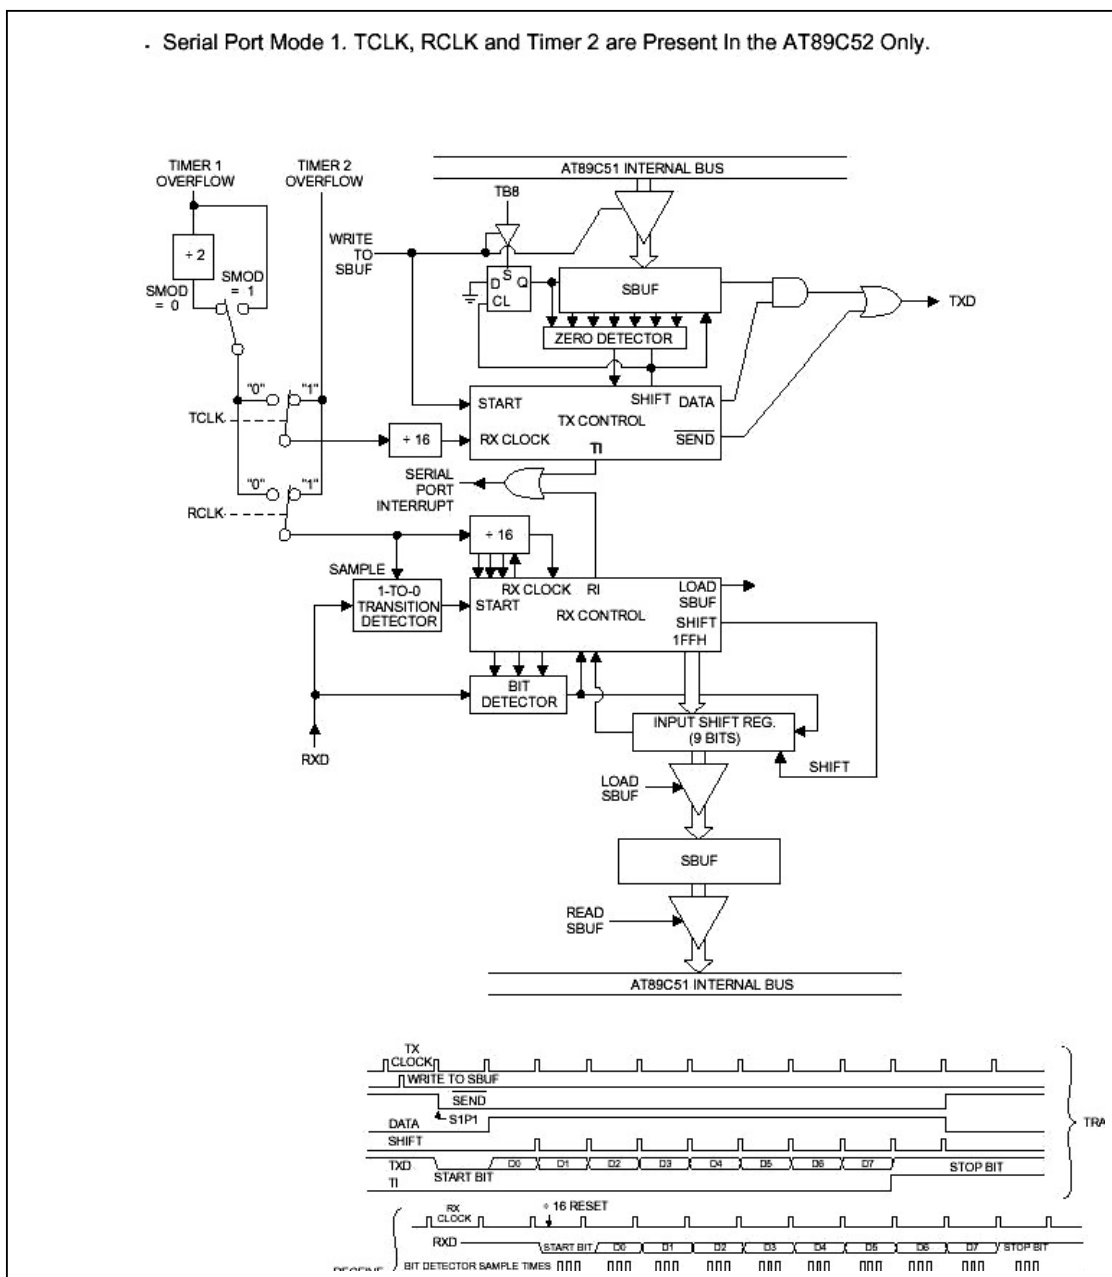 . Serial Port Mode 1. TCLK, RCLK and Timer 2 are Present In the AT89C52 Only.
TIMER 1
OVERFLOW
TIMER 2
OVERFLOW
AT89C51 INTERNAL BUS
TB8
WRITE
TO
SBUF
÷ 2
SMOD
= 0
SMOD
= 1
S
D Q
CL
SBUF
TXD
ZERO DETECTOR
"0" "1"
TCLK
÷ 16
START
SHIFT
DATA
TX CONTROL
RX CLOCK
SEND
TI
SERIAL
PORT
INTERRUPT
"0" "1"
RCLK
÷ 16
SAMPLE
1-TO-0
TRANSITION
DETECTOR
RX CLOCK
RI
START
RX CONTROL
LOAD
SBUF
SHIFT
1FFH
BIT
DETECTOR
INPUT SHIFT REG.
(9 BITS)
RXD
SHIFT
LOAD
SBUF
SBUF
READ
SBUF
AT89C51 INTERNAL BUS
TX
CLOCK
WRITE TO SBUF
SEND
S1P1
DATA
TRA
SHIFT
TXD
START BIT
D0 D1 D2 D3 D4 D5 D6 D7
STOP BIT
TI
RX
CLOCK
÷ 16 RESET
RXD
START BIT D0 D1 D2 D3 D4 D5 D6 D7 STOP BIT
BIT DETECTOR SAMPLE TIMES